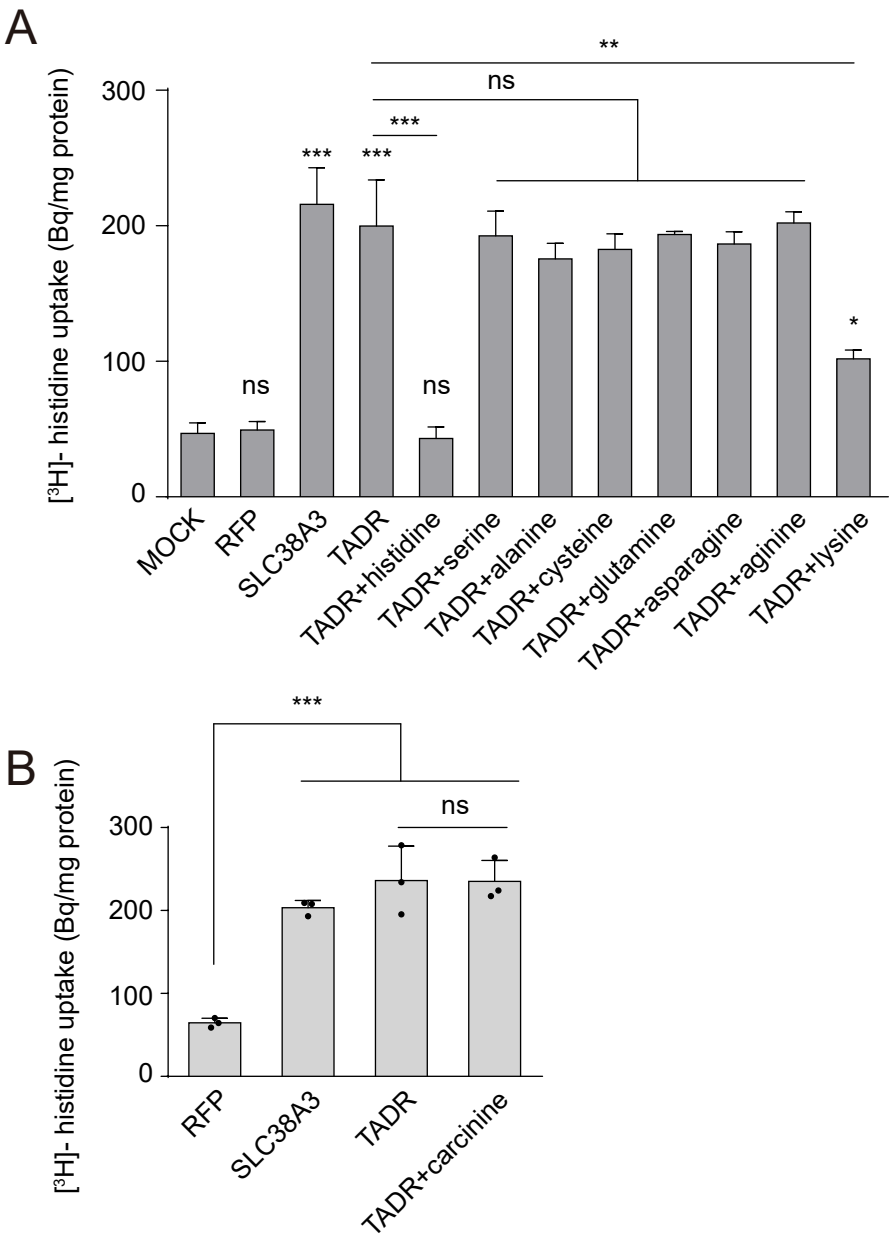 A
[³H]- histidine uptake (Bq/mg protein)
**
ns
***
*** ***
300
200
100
0
ns
ns
*
MOCK
RFP
SLC38A3
TADR
TADR+histidine
TADR+serine
TADR+alanine
TADR+cysteine
TADR+glutamine
TADR+asparagine
TADR+aginine
TADR+lysine
B
[³H]- histidine uptake (Bq/mg protein)
***
ns
300
200
100
0
RFP
SLC38A3
TADR
TADR+carcinine